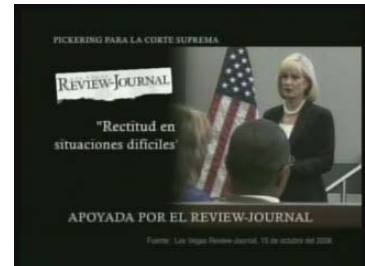 PICKERING PARA LA CORTE SUPREMA
REVIEW-JOURNAL
"Rectitud en
situaciones difíciles"
APOYADA POR EL REVIEW-JOURNAL
Fuente: Las Vegas Review-Journal, 15 de octubre del 2008